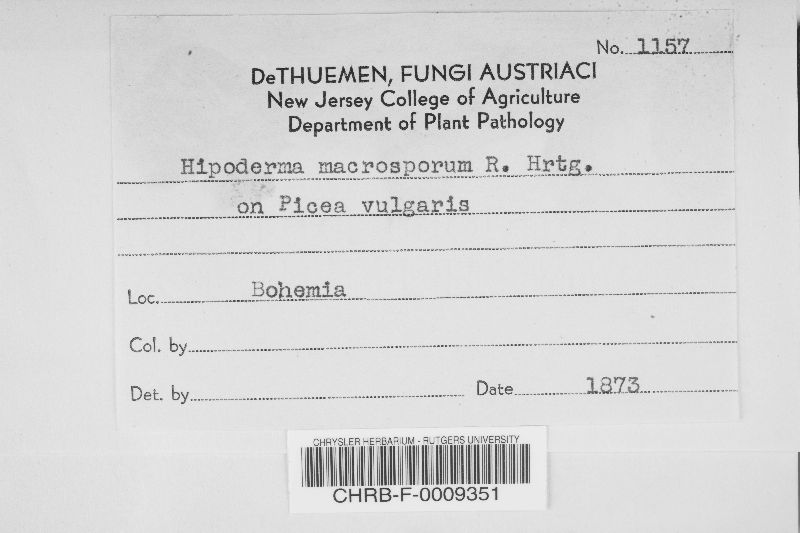 No. 1157
DeTHUEMEN, FUNGI AUSTRIACI
New Jersey College of Agriculture
Department of Plant Pathology
Hipoderma macrosporum R. Hrtg.
on Picea vulgaris
Loc. Bohemia
Col. by
Det. by Date 1873
CHRYSLER HERBARIUM - RUTGERS UNIVERSITY
CHRB-F-0009351